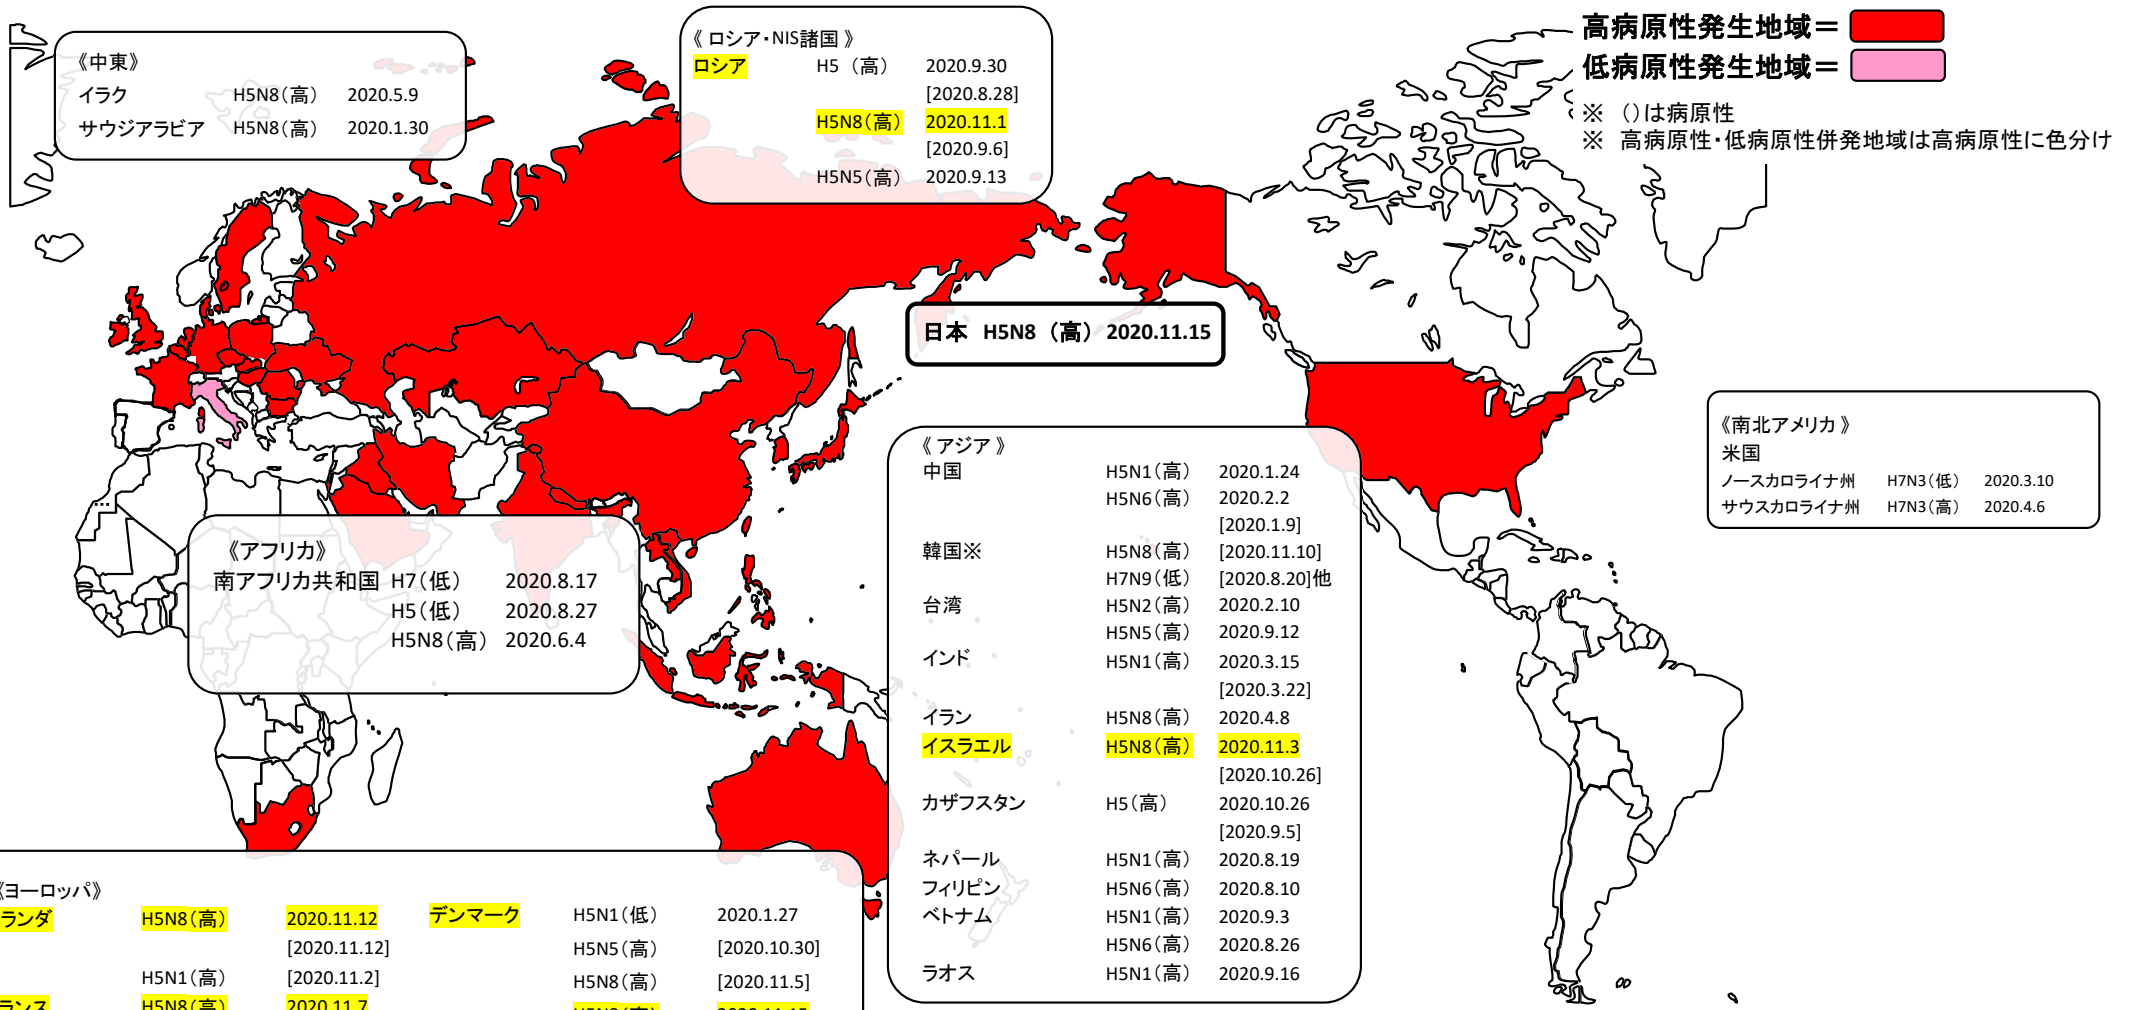 高病原性発生地域＝
低病原性発生地域＝
※ （）は病原性
※ 高病原性・低病原性併発地域は高病原性に色分け
《中東》
イラク H5N8（高） 2020.5.9
サウジアラビア H5N8（高） 2020.1.30
《 ロシア・NIS諸国 》
ロシア H5 （高） 2020.9.30
[2020.8.28]
H5N8（高） 2020.11.1
[2020.9.6]
H5N5（高） 2020.9.13
日本 H5N8 （高） 2020.11.15
《南北アメリカ 》
米国
ノースカロライナ州 H7N3（低） 2020.3.10
サウスカロライナ州 H7N3（高） 2020.4.6
《 アジア 》
中国 H5N1（高） 2020.1.24
H5N6（高） 2020.2.2
[2020.1.9]
韓国※ H5N8（高） [2020.11.10]
H7N9（低） [2020.8.20]他
台湾 H5N2（高） 2020.2.10
H5N5（高） 2020.9.12
インド H5N1（高） 2020.3.15
[2020.3.22]
イラン H5N8（高） 2020.4.8
イスラエル H5N8（高） 2020.11.3
[2020.10.26]
カザフスタン H5（高） 2020.10.26
[2020.9.5]
ネパール H5N1（高） 2020.8.19
フィリピン H5N6（高） 2020.8.10
ベトナム H5N1（高） 2020.9.3
H5N6（高） 2020.8.26
ラオス H5N1（高） 2020.9.16
《アフリカ》
南アフリカ共和国 H7（低） 2020.8.17
H5（低） 2020.8.27
H5N8（高） 2020.6.4
《ヨーロッパ》
ランダ H5N8（高） 2020.11.12 デンマーク H5N1（低） 2020.1.27
[2020.11.12] H5N5（高） [2020.10.30]
H5N1（高） [2020.11.2] H5N8（高） [2020.11.5]
ランス H5N8（高） 2020.11.7 2020.11.15